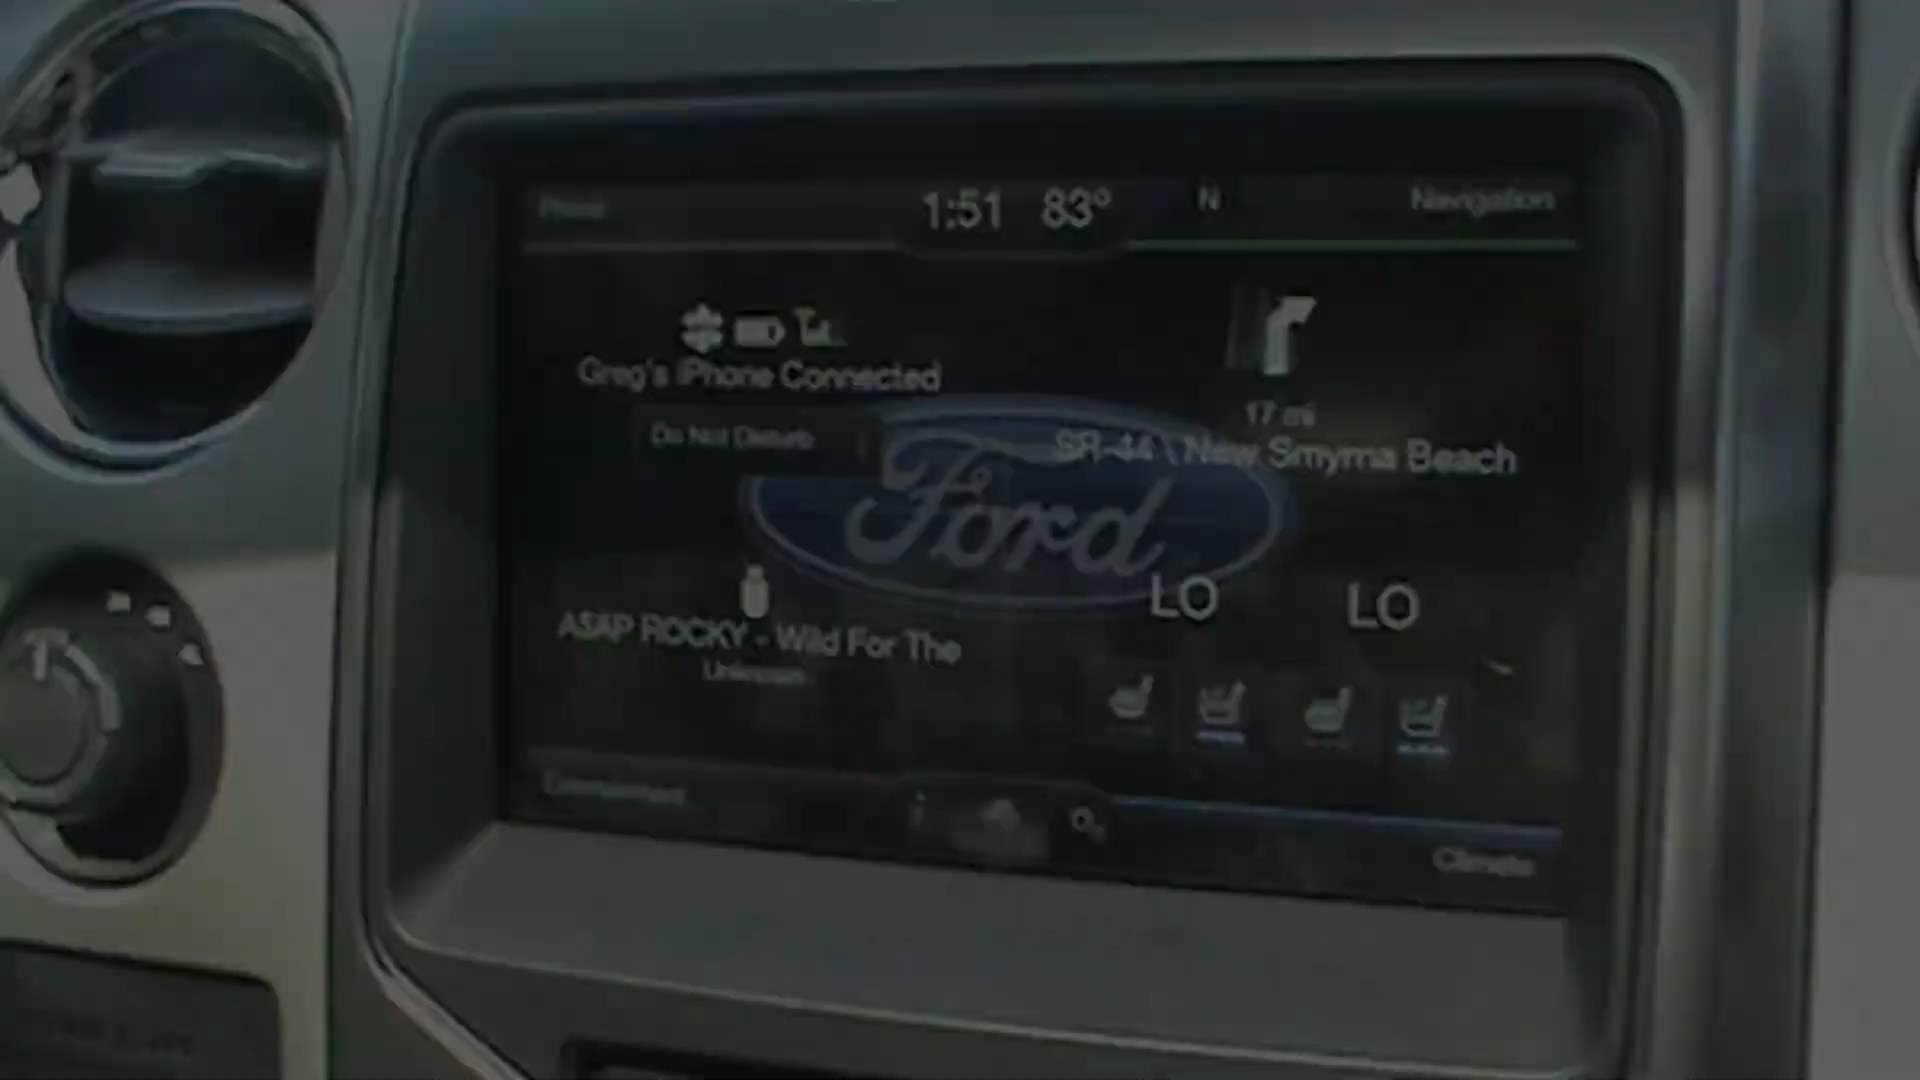 Phone
1:51 83° N
Navigation
Greg's iPhone Connected
Do Not Disturb
17 mi
SR-44 \ New Smyrna Beach
Ford
LO LO
ASAP ROCKY - Wild For The
Unknown
Entertainment
Climate